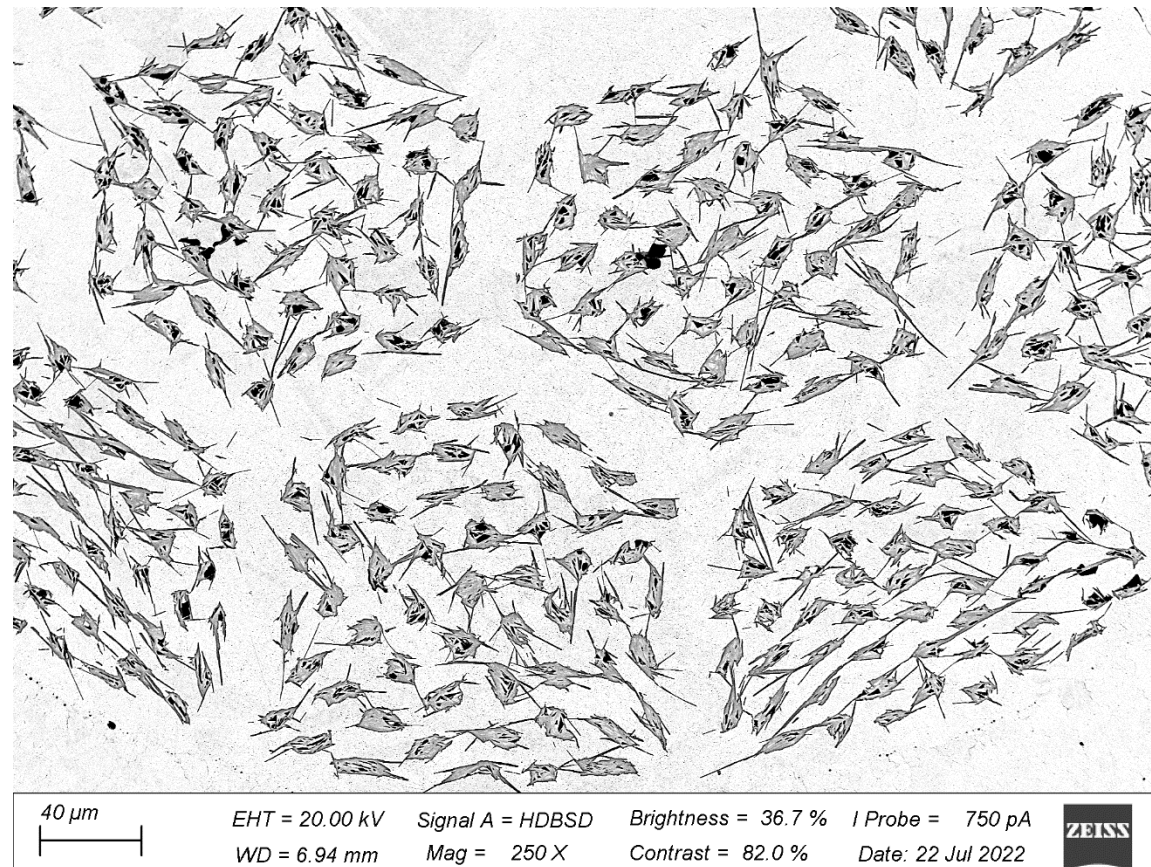 40 µm
EHT = 20.00 kV Signal A = HDBSD Brightness = 36.7 % I Probe = 750 pA
WD = 6.94 mm Mag = 250 X Contrast = 82.0 % Date: 22 Jul 2022
ZEISS